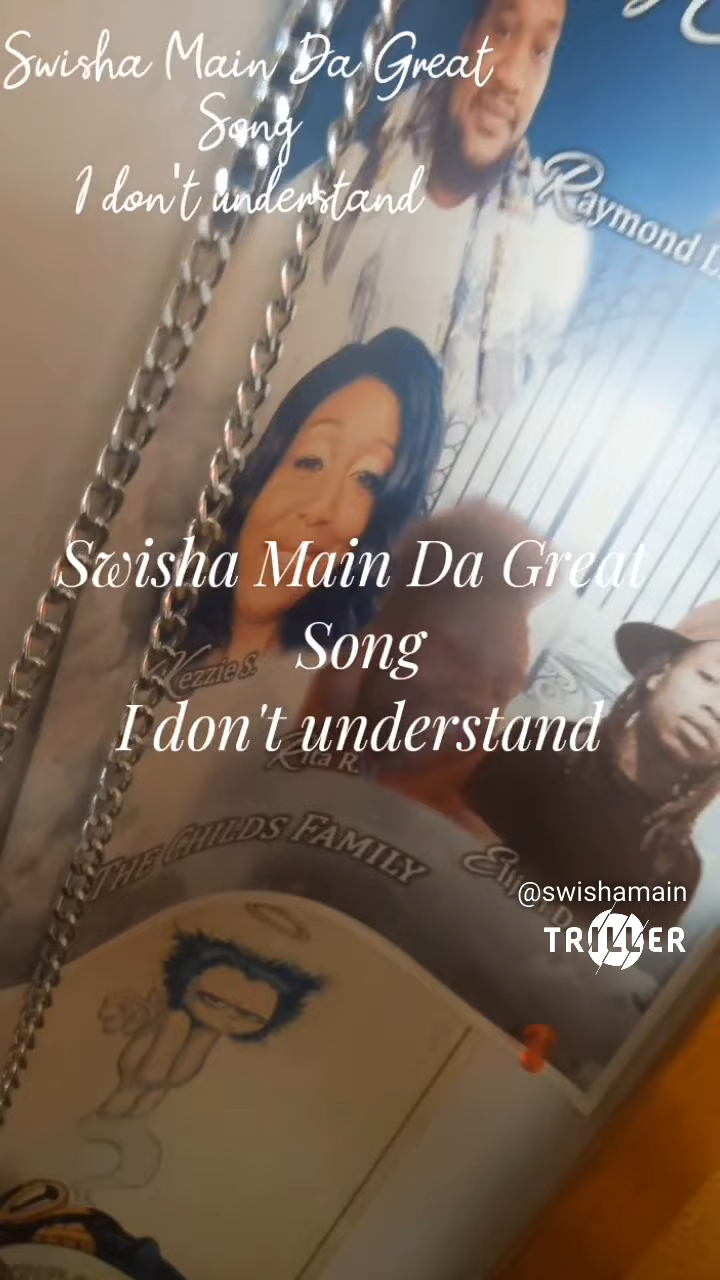 Swisha Main Da Great
Song
I don't understand
Raymond
Swisha Main Da Great
Song
I don't understand
Kezzie S.
Rita R.
THE CHILDS FAMILY
@swishamain
TRILLER